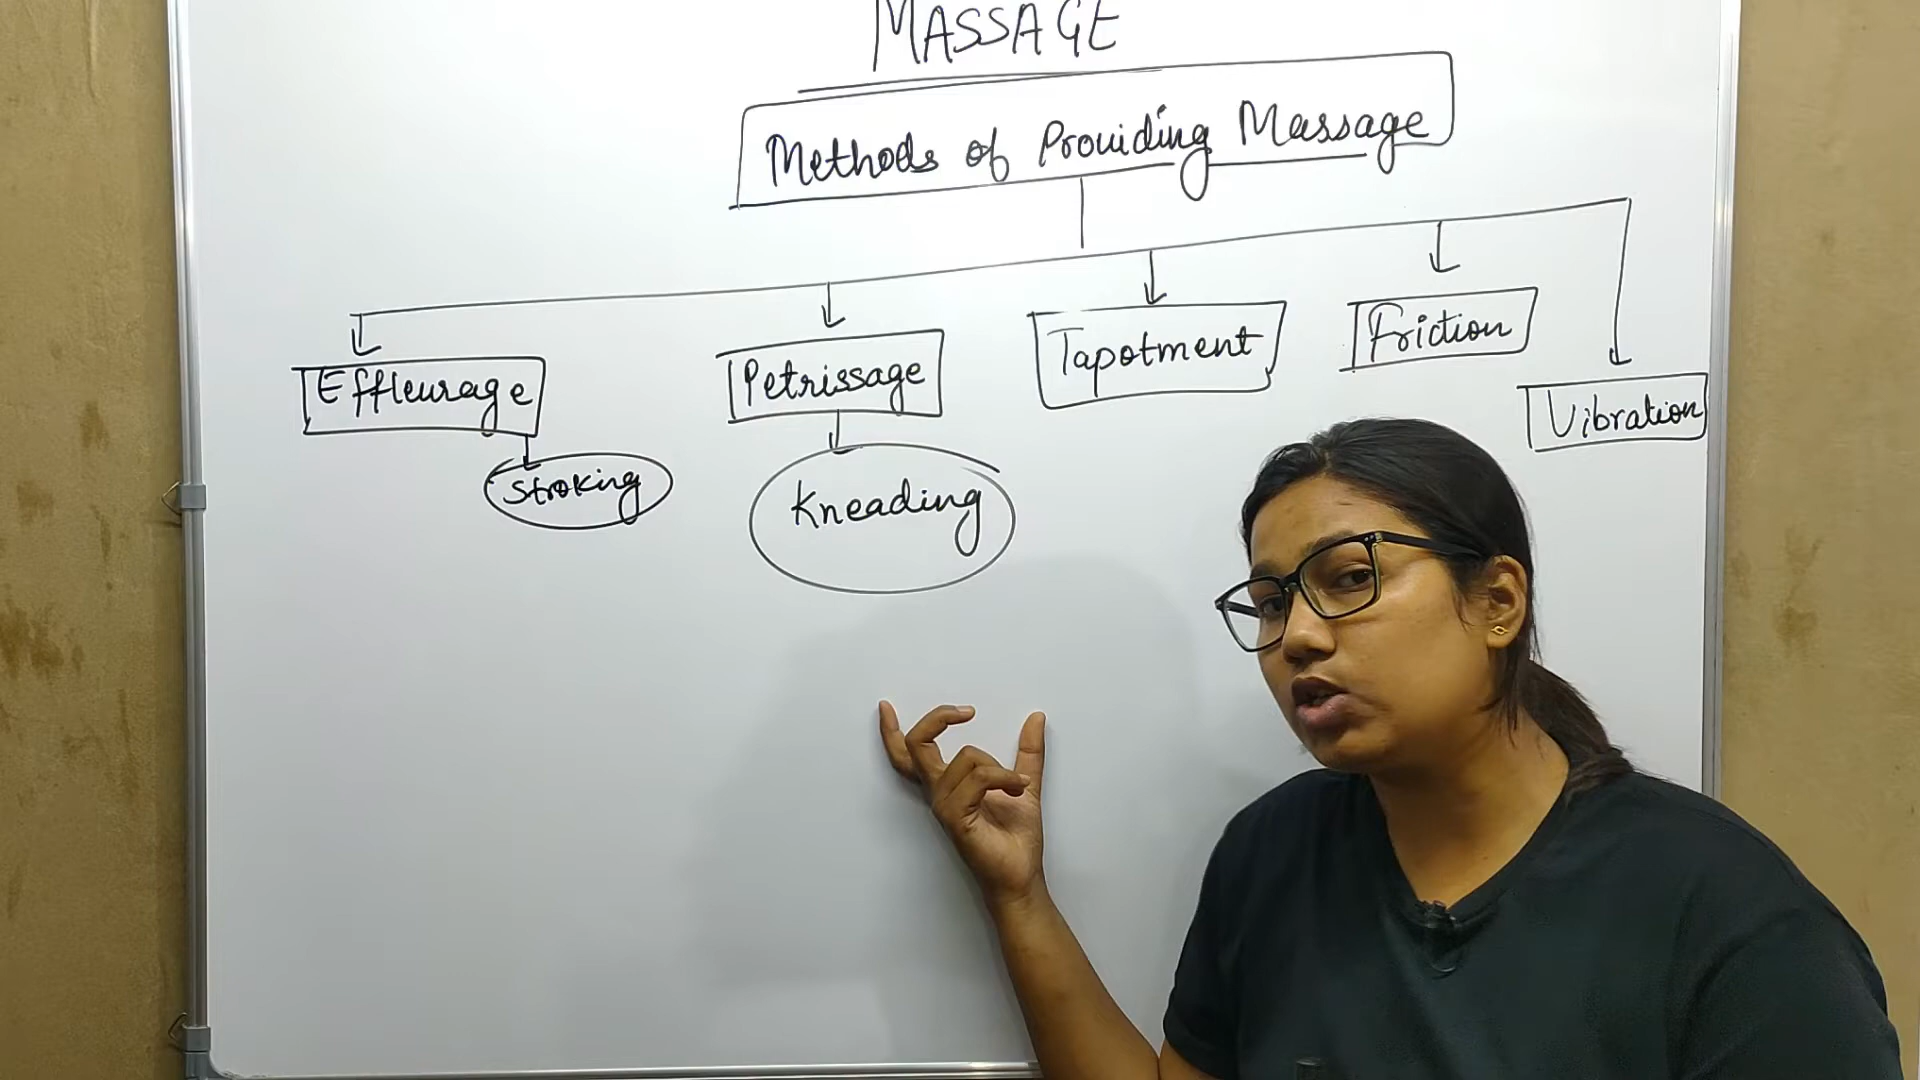 MASSAGE
Methods of Providing Massage
Effleurage
Petrissage
Tapotment
Friction
Vibration
Stroking
Kneading